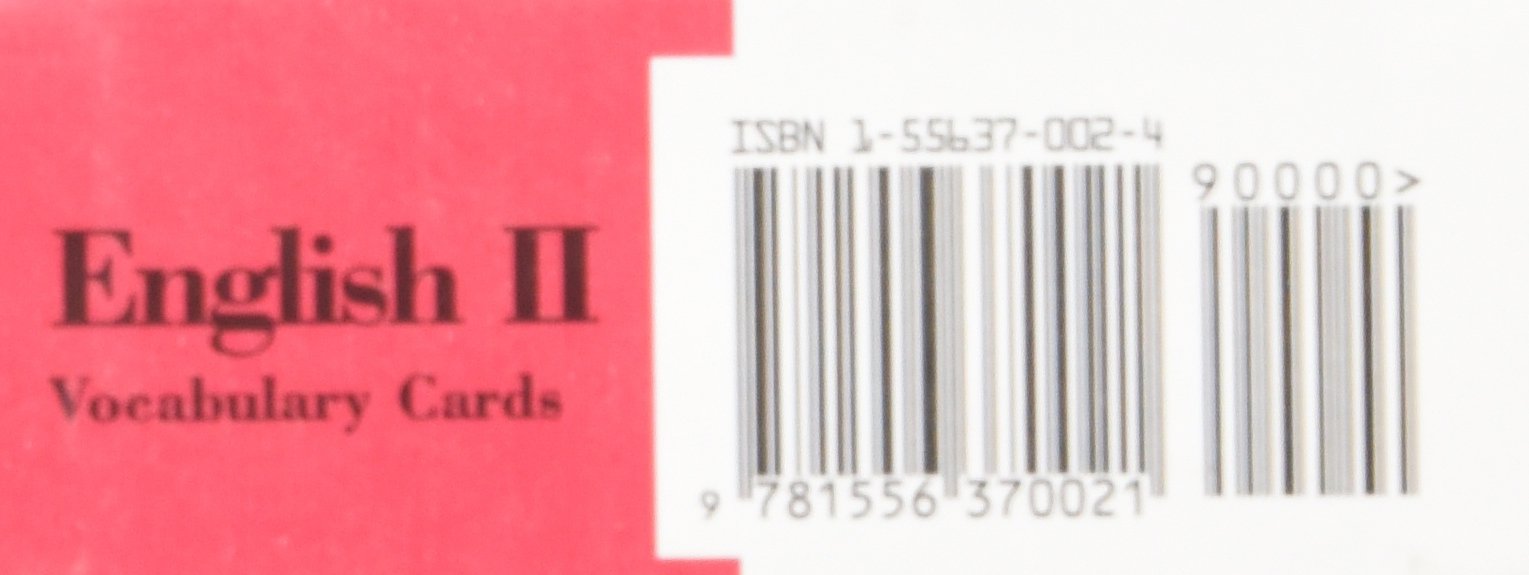 English II
Vocabulary Cards
ISBN 1-55637-002-4
90000>
9 781556 370021